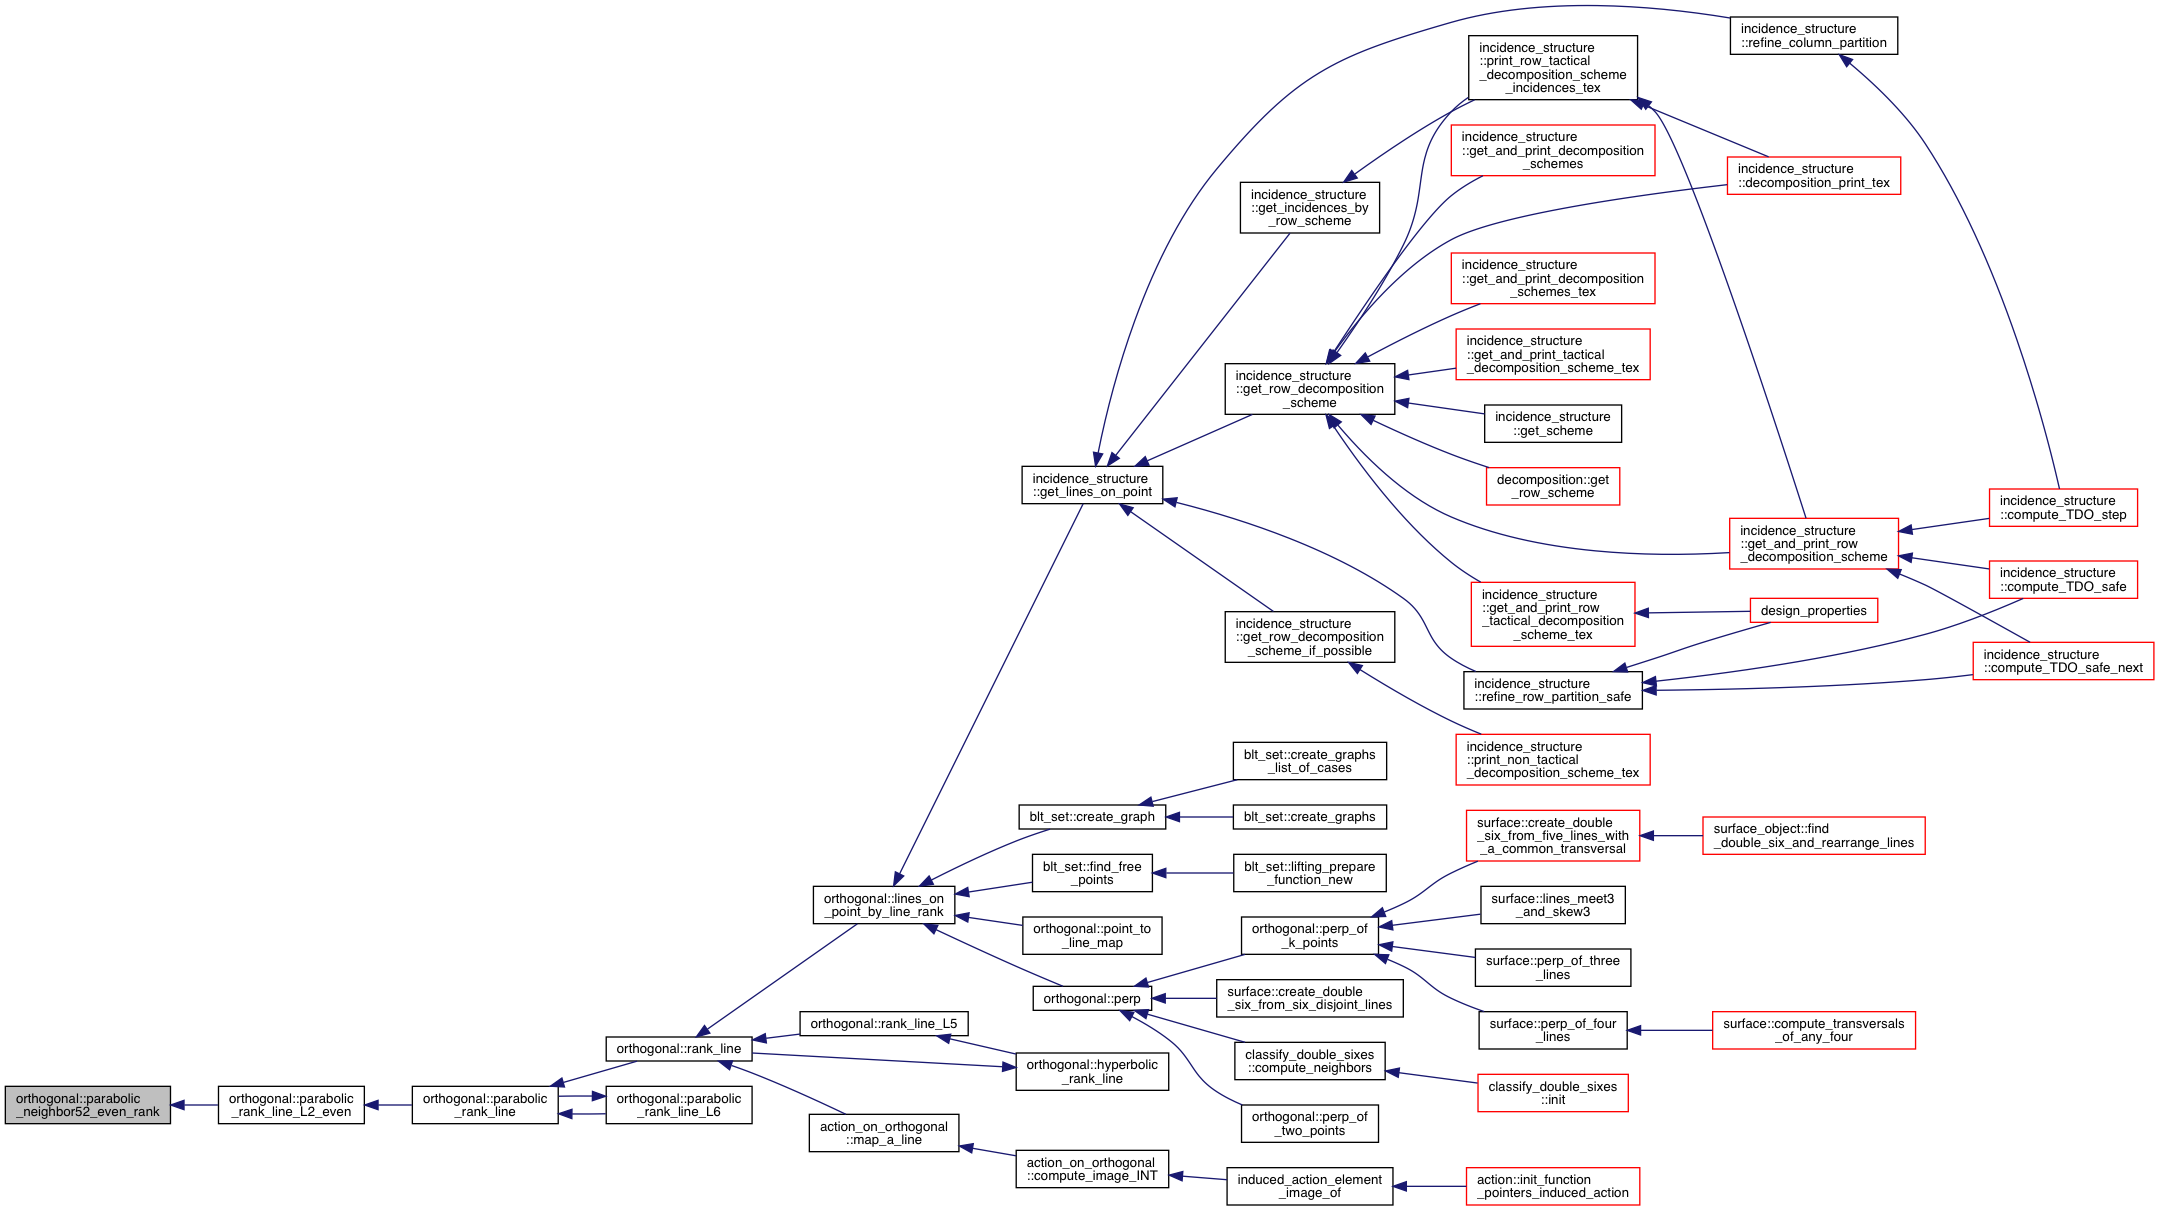 incidence_structure
::refine_column_partition
incidence_structure
::print_row_tactical
_decomposition_scheme
_incidences_tex
incidence_structure
::get_and_print_decomposition
_schemes
incidence_structure
::decomposition_print_tex
incidence_structure
::get_incidences_by
_row_scheme
incidence_structure
::get_and_print_decomposition
_schemes_tex
incidence_structure
::get_and_print_tactical
_decomposition_scheme_tex
incidence_structure
::get_row_decomposition
_scheme
incidence_structure
::get_scheme
decomposition::get
_row_scheme
incidence_structure
::get_lines_on_point
incidence_structure
::compute_TDO_step
incidence_structure
::get_and_print_row
_decomposition_scheme
incidence_structure
::compute_TDO_safe
incidence_structure
::get_and_print_row
_tactical_decomposition
_scheme_tex
design_properties
incidence_structure
::get_row_decomposition
_scheme_if_possible
incidence_structure
::compute_TDO_safe_next
incidence_structure
::refine_row_partition_safe
incidence_structure
::print_non_tactical
_decomposition_scheme_tex
blt_set::create_graphs
_list_of_cases
blt_set::create_graph
blt_set::create_graphs
surface::create_double
_six_from_five_lines_with
_a_common_transversal
surface_object::find
_double_six_and_rearrange_lines
blt_set::find_free
_points
blt_set::lifting_prepare
_function_new
orthogonal::lines_on
_point_by_line_rank
surface::lines_meet3
_and_skew3
orthogonal::point_to
_line_map
orthogonal::perp_of
_k_points
surface::perp_of_three
_lines
orthogonal::perp
surface::create_double
_six_from_six_disjoint_lines
orthogonal::rank_line_L5
surface::perp_of_four
_lines
surface::compute_transversals
_of_any_four
orthogonal::rank_line
orthogonal::hyperbolic
_rank_line
classify_double_sixes
::compute_neighbors
classify_double_sixes
::init
orthogonal::parabolic
_neighbor52_even_rank
orthogonal::parabolic
_rank_line_L2_even
orthogonal::parabolic
_rank_line
orthogonal::parabolic
_rank_line_L6
action_on_orthogonal
::map_a_line
orthogonal::perp_of
_two_points
action_on_orthogonal
::compute_image_INT
induced_action_element
_image_of
action::init_function
_pointers_induced_action